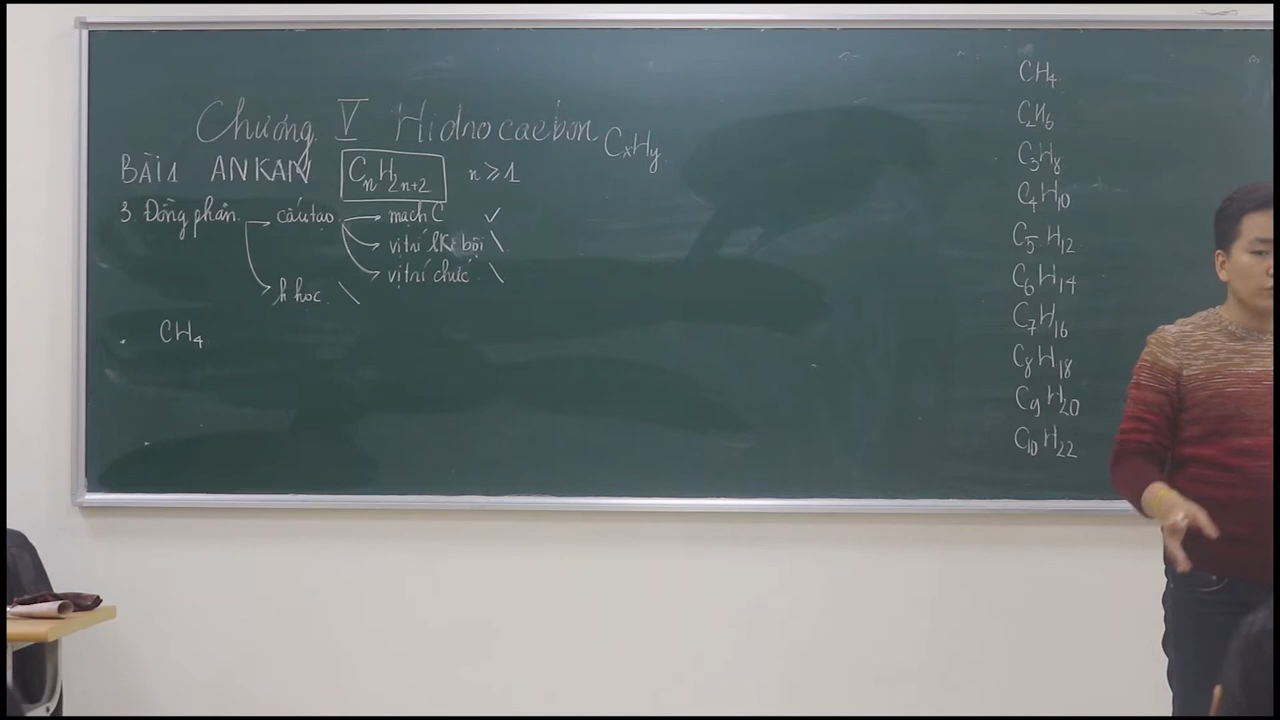 Chương V Hidrocacbon CxHy
BÀI 1 ANKAN CnH2n+2 n ≥ 1
3 Đồng phân → cấu tạo → mạch C ✓
→ vị trí lk bội \
→ vị trí chức \
→ h học \
. CH4
CH4
C2H6
C3H8
C4H10
C5H12
C6H14
C7H16
C8H18
C9H20
C10H22